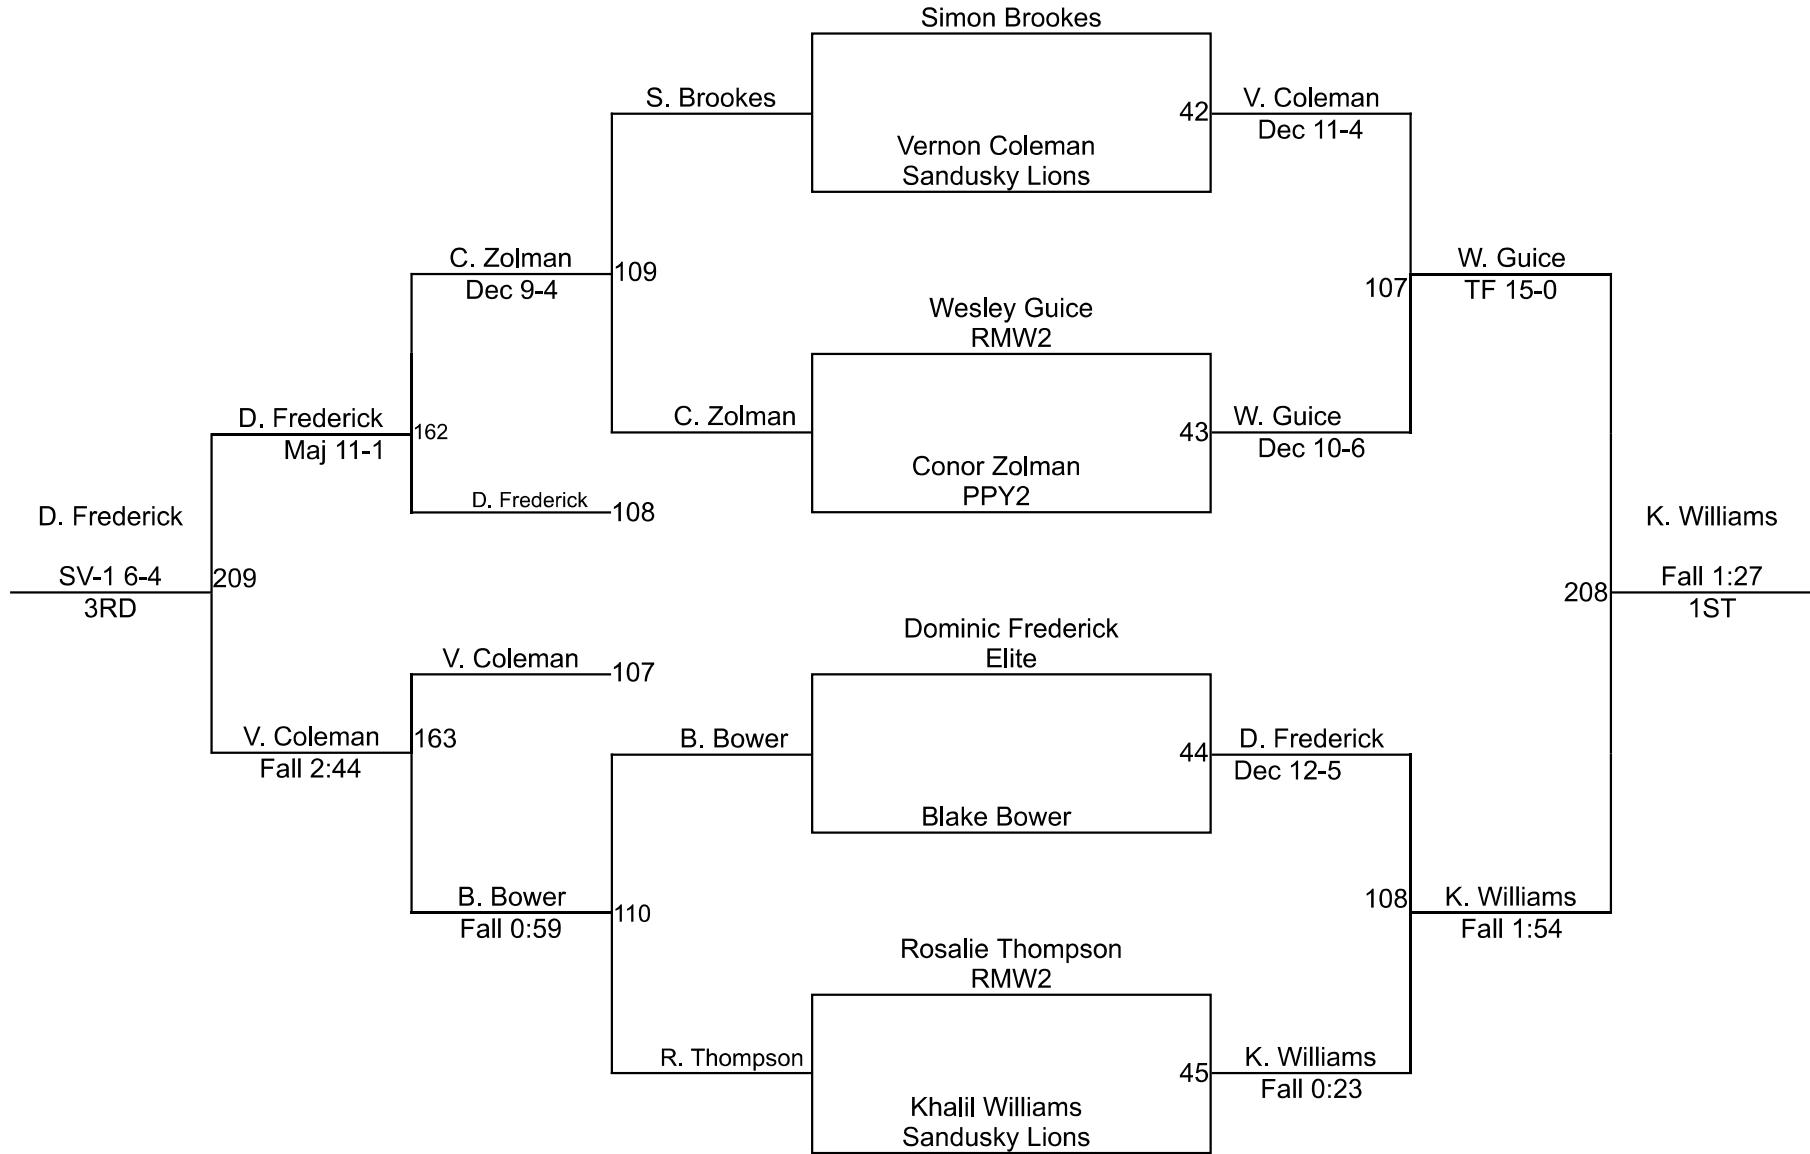 Simon Brookes
S. Brookes
42
V. Coleman
Dec 11-4
Vernon Coleman
Sandusky Lions
C. Zolman
Dec 9-4
109
W. Guice
TF 15-0
107
Wesley Guice
RMW2
D. Frederick
Maj 11-1
162
C. Zolman
43
W. Guice
Dec 10-6
Conor Zolman
PPY2
D. Frederick
108
D. Frederick
SV-1 6-4
3RD
209
K. Williams
Fall 1:27
1ST
208
Dominic Frederick
Elite
V. Coleman
107
V. Coleman
Fall 2:44
163
B. Bower
44
D. Frederick
Dec 12-5
Blake Bower
B. Bower
Fall 0:59
110
108
K. Williams
Fall 1:54
Rosalie Thompson
RMW2
R. Thompson
45
K. Williams
Fall 0:23
Khalil Williams
Sandusky Lions